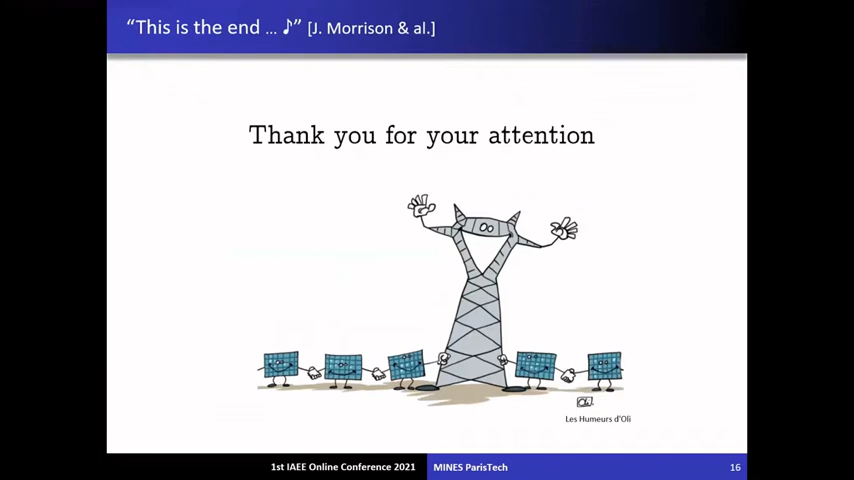 “This is the end … ♪” [J. Morrison & al.]
Thank you for your attention
Oli.
Les Humeurs d'Oli
1st IAEE Online Conference 2021
MINES ParisTech
16